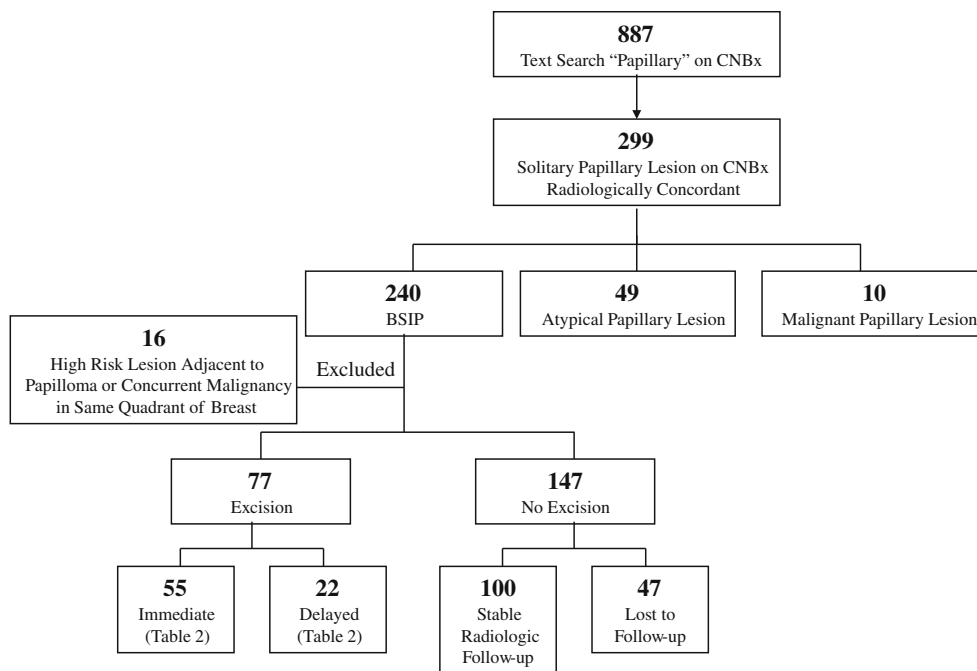 887
Text Search “Papillary” on CNBx
299
Solitary Papillary Lesion on CNBx
Radiologically Concordant
240
BSIP
49
Atypical Papillary Lesion
10
Malignant Papillary Lesion
16
High Risk Lesion Adjacent to
Papilloma or Concurrent Malignancy
in Same Quadrant of Breast
Excluded
77
Excision
147
No Excision
55
Immediate
(Table 2)
22
Delayed
(Table 2)
100
Stable
Radiologic
Follow-up
47
Lost to
Follow-up